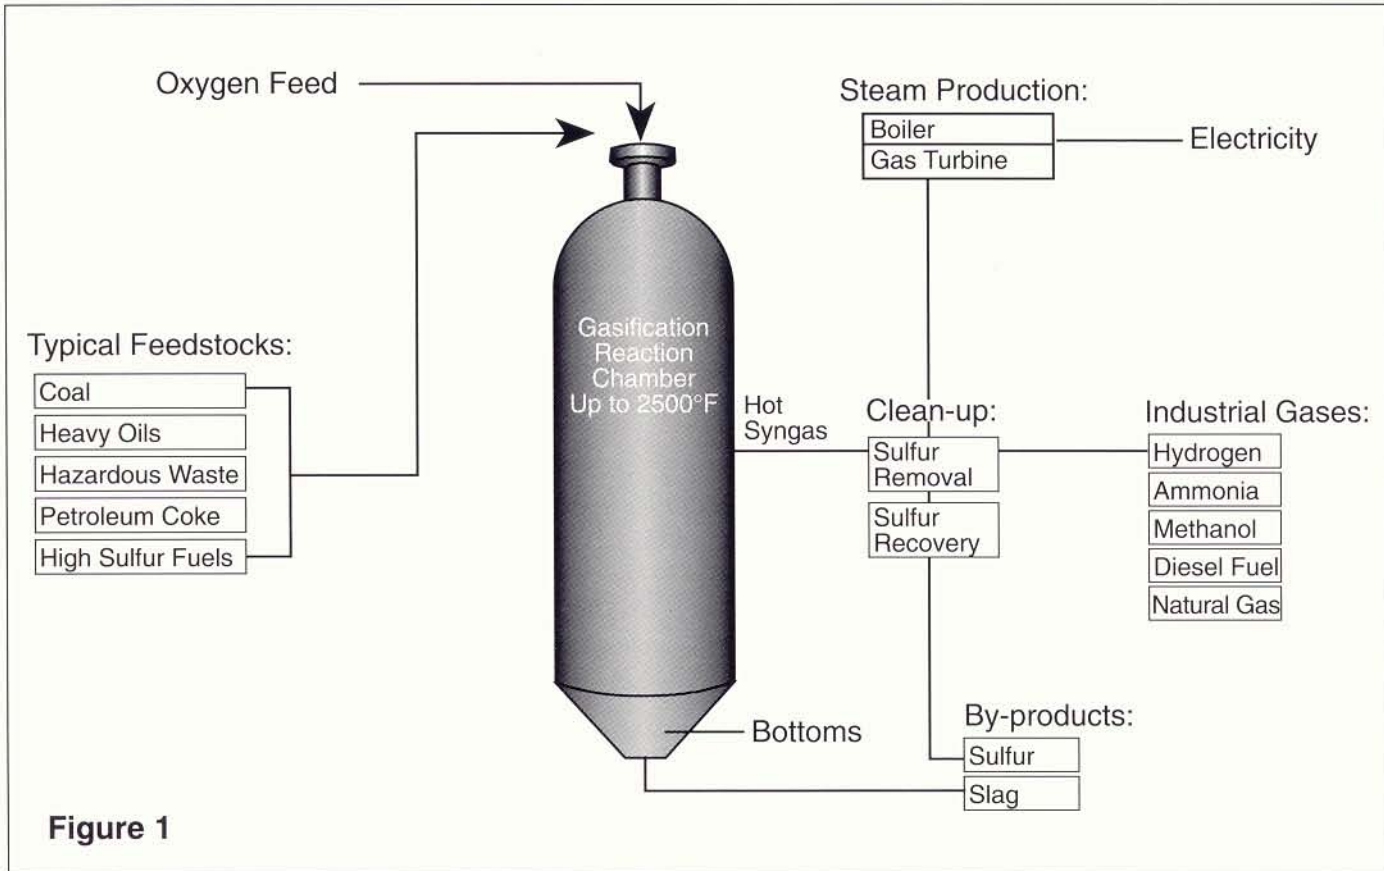 Oxygen Feed
Steam Production:
Boiler
Gas Turbine
Electricity
Typical Feedstocks:
Coal
Heavy Oils
Hazardous Waste
Petroleum Coke
High Sulfur Fuels
Gasification
Reaction
Chamber
Up to 2500°F
Hot
Syngas
Clean-up:
Sulfur
Removal
Sulfur
Recovery
Industrial Gases:
Hydrogen
Ammonia
Methanol
Diesel Fuel
Natural Gas
Bottoms
By-products:
Sulfur
Slag
Figure 1